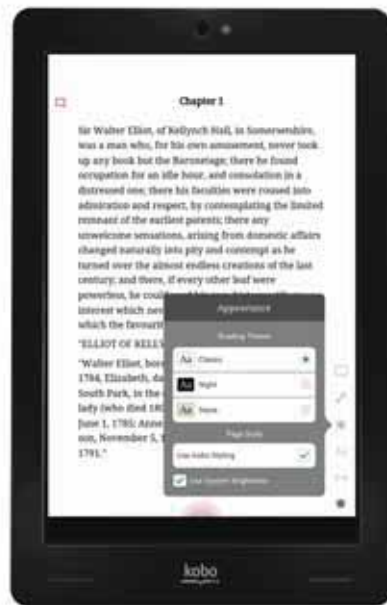 Chapter 1
Sir Walter Elliot, of Kellynch Hall, in Somersetshire,
was a man who, for his own amusement, never took
up any book but the Baronetage; there he found
occupation for an idle hour, and consolation in a
distressed one; there his faculties were roused into
admiration and respect, by contemplating the limited
remnant of the earliest patents; there any
unwelcome sensations, arising from domestic affairs
changed naturally into pity and contempt as he
turned over the almost endless creations of the last
century; and there, if every other leaf were
powerless, he
interest which
which the favourit
"ELLIOT OF KELLY
"Walter Elliot, bor
1784, Elizabeth, da
South Park, in the
lady (who died 180
June 1, 1785; Anne
son, November 5, 1
1791."
Appearance
Reading Theme
Aa Classic
Aa Night
Aa
Page Style
Use Kobo Styling
Use System Brightness
kobo